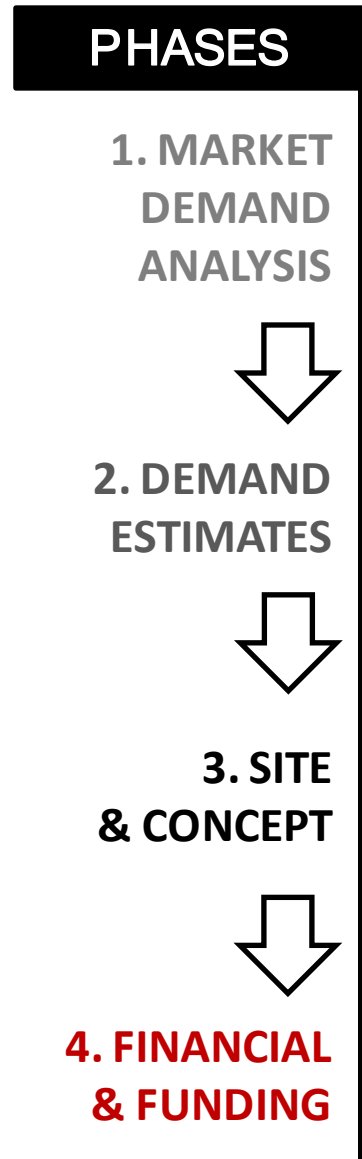 PHASES
1. MARKET
DEMAND
ANALYSIS
2. DEMAND
ESTIMATES
3. SITE
& CONCEPT
4. FINANCIAL
& FUNDING